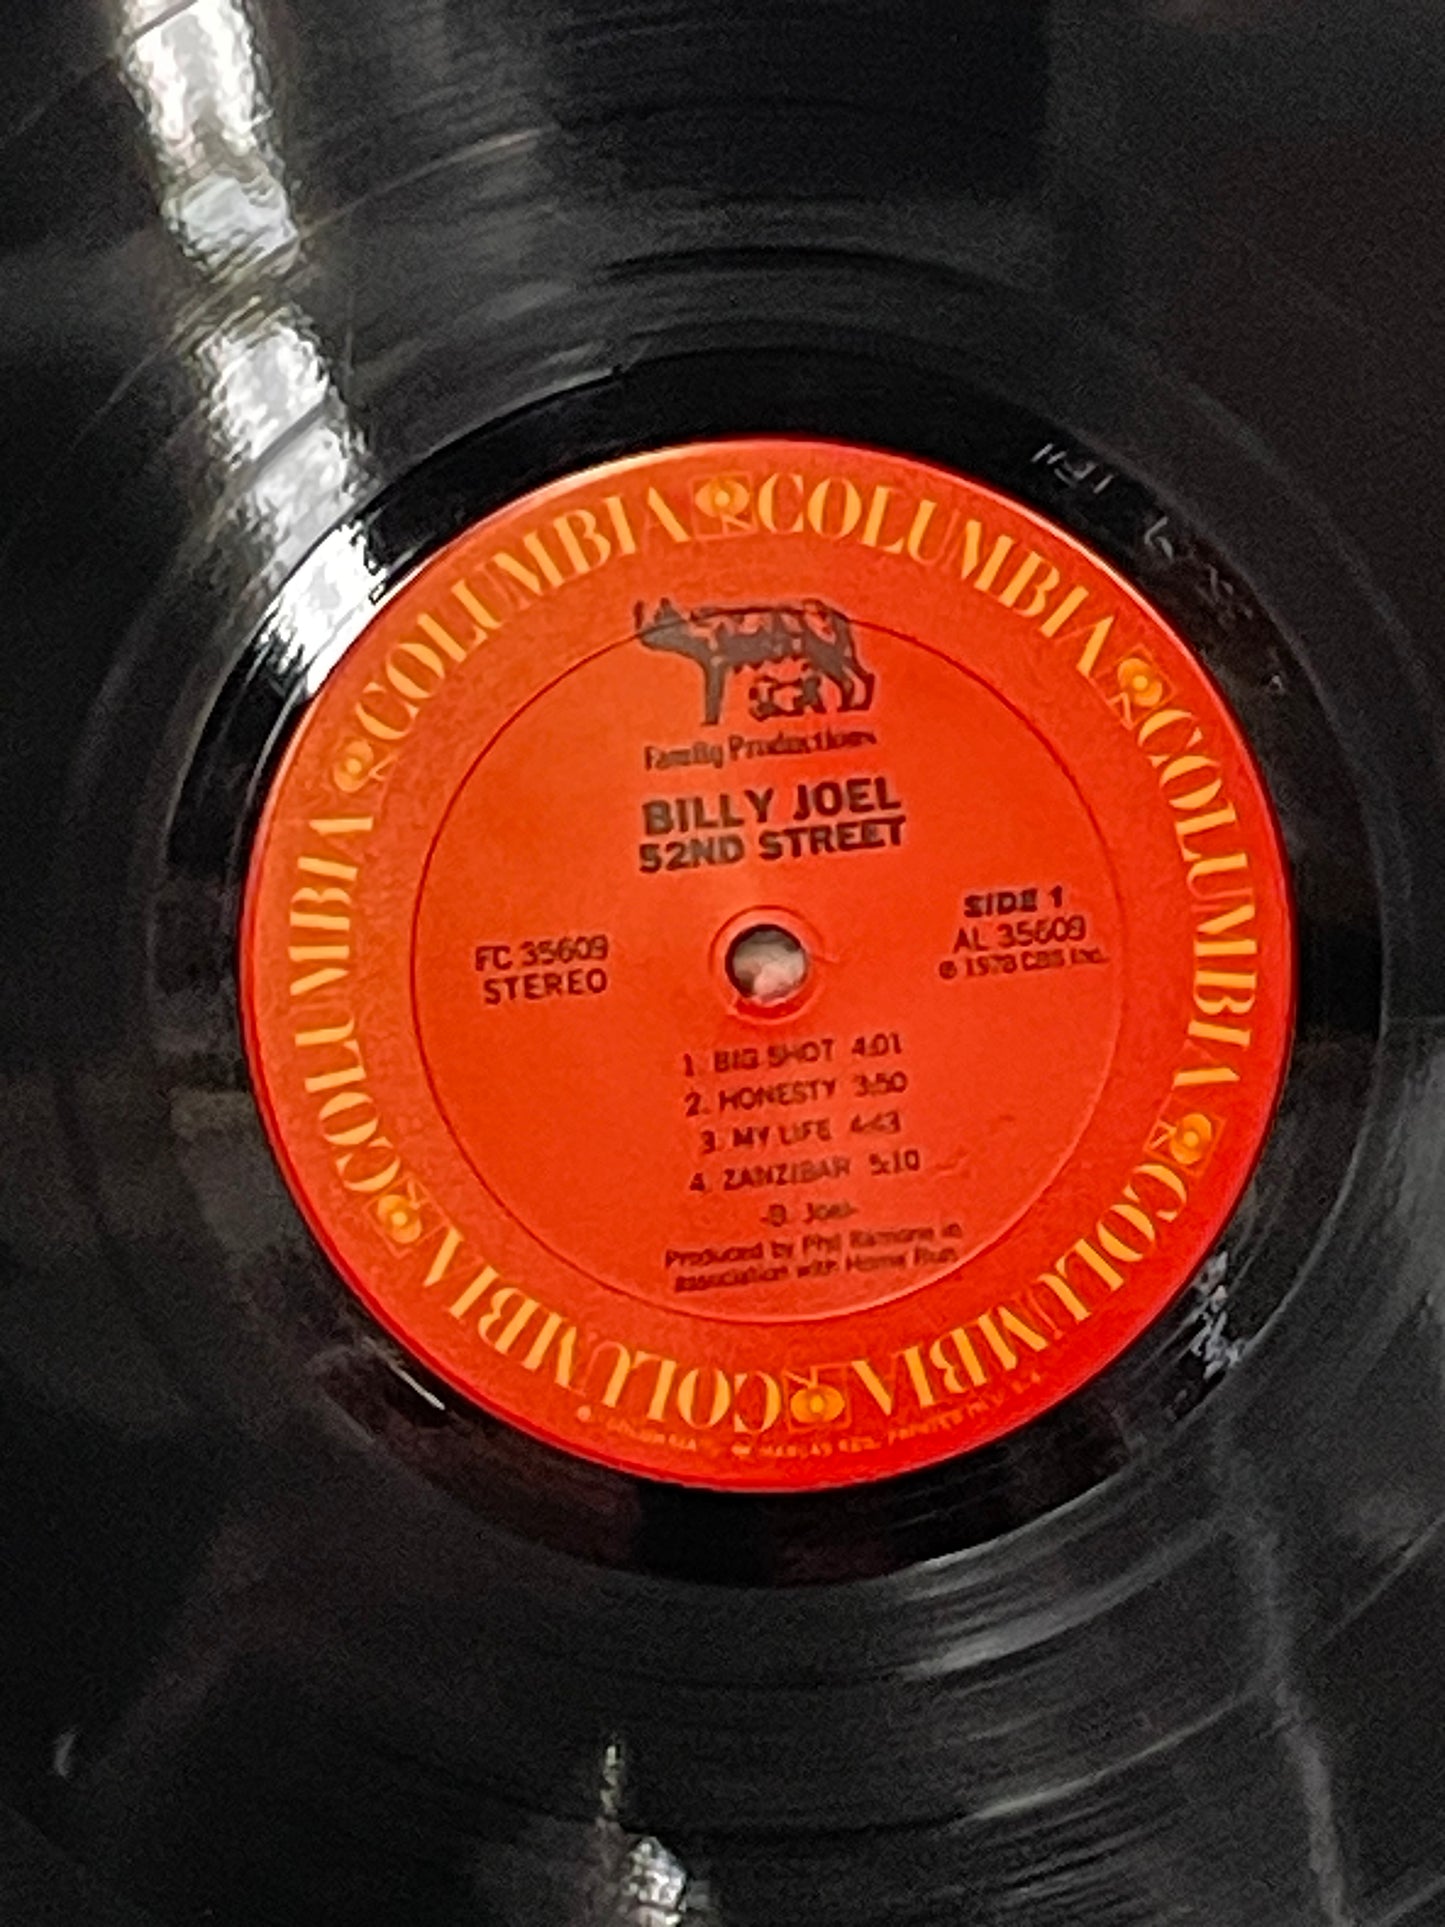 COLUMBIA COLUMBIA COLUMBIA COLUMBIA COLUMBIA COLUMBIA
Family Productions
BILLY JOEL
52ND STREET
FC 35609
STEREO
SIDE 1
AL 35609
℗ 1978 CBS Inc.
1. BIG SHOT 4:01
2. HONESTY 3:50
3. MY LIFE 4:43
4. ZANZIBAR 5:10
-B. Joel-
Produced by Phil Ramone in
Association with Home Run